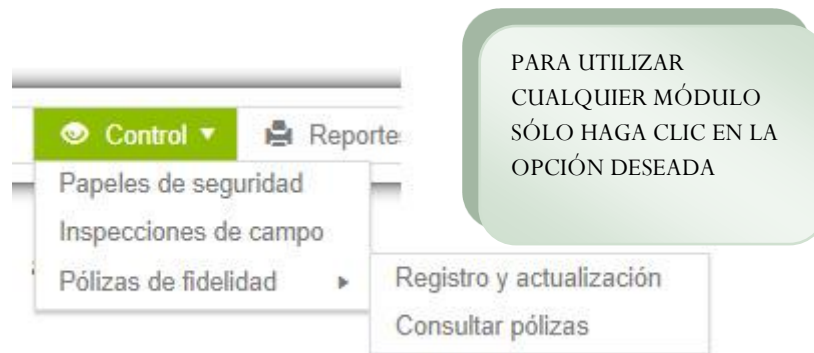 PARA UTILIZAR
CUALQUIER MÓDULO
SÓLO HAGA CLIC EN LA
OPCIÓN DESEADA
Control
Reporte
Papeles de seguridad
Inspecciones de campo
Pólizas de fidelidad
Registro y actualización
Consultar pólizas